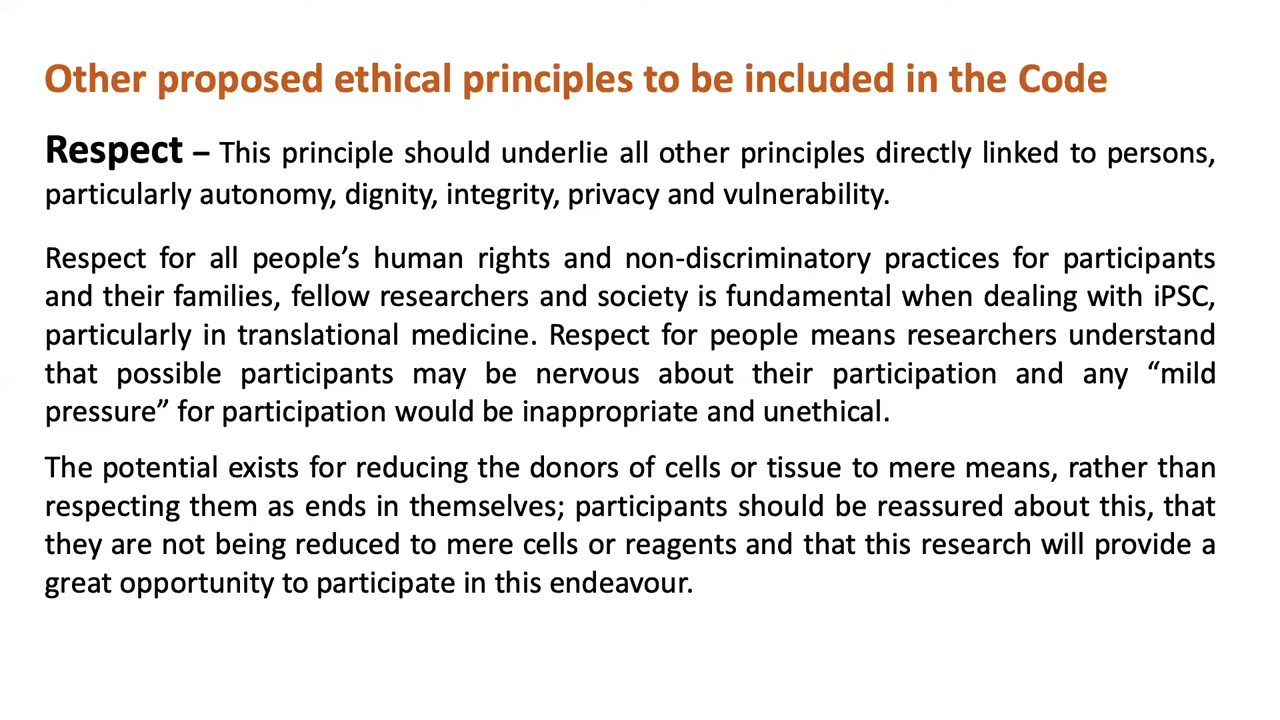 Other proposed ethical principles to be included in the Code
Respect – This principle should underlie all other principles directly linked to persons,
particularly autonomy, dignity, integrity, privacy and vulnerability.
Respect for all people’s human rights and non-discriminatory practices for participants
and their families, fellow researchers and society is fundamental when dealing with iPSC,
particularly in translational medicine. Respect for people means researchers understand
that possible participants may be nervous about their participation and any “mild
pressure” for participation would be inappropriate and unethical.
The potential exists for reducing the donors of cells or tissue to mere means, rather than
respecting them as ends in themselves; participants should be reassured about this, that
they are not being reduced to mere cells or reagents and that this research will provide a
great opportunity to participate in this endeavour.